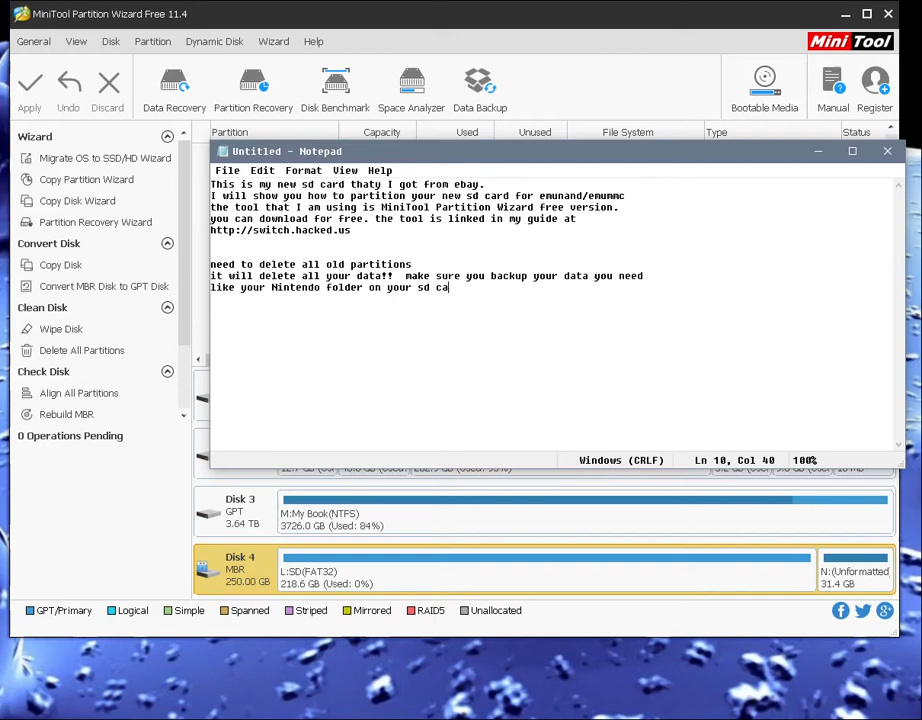 MiniTool Partition Wizard Free 11.4
General View Disk Partition Dynamic Disk Wizard Help
Mini Tool
Apply Undo Discard Data Recovery Partition Recovery Disk Benchmark Space Analyzer Data Backup Bootable Media Manual Register
Wizard
Migrate OS to SSD/HD Wizard
Copy Partition Wizard
Copy Disk Wizard
Partition Recovery Wizard
Convert Disk
Copy Disk
Convert MBR Disk to GPT Disk
Clean Disk
Wipe Disk
Delete All Partitions
Check Disk
Align All Partitions
Rebuild MBR
0 Operations Pending
Partition Capacity Used Unused File System Type Status
Untitled - Notepad
File Edit Format View Help
This is my new sd card thaty I got from ebay.
I will show you how to partition your new sd card for emunand/emummc
the tool that I am using is MiniTool Partition Wizard free version.
you can download for free. the tool is linked in my guide at
http://switch.hacked.us
need to delete all old partitions
it will delete all your data!!  make sure you backup your data you need
like your Nintendo folder on your sd ca
Windows (CRLF) Ln 10, Col 40 100%
Disk 3
GPT
3.64 TB
M:My Book(NTFS)
3726.0 GB (Used: 84%)
Disk 4
MBR
250.00 GB
L:SD(FAT32)
218.6 GB (Used: 0%)
N:(Unformatted
31.4 GB
GPT/Primary Logical Simple Spanned Striped Mirrored RAID5 Unallocated